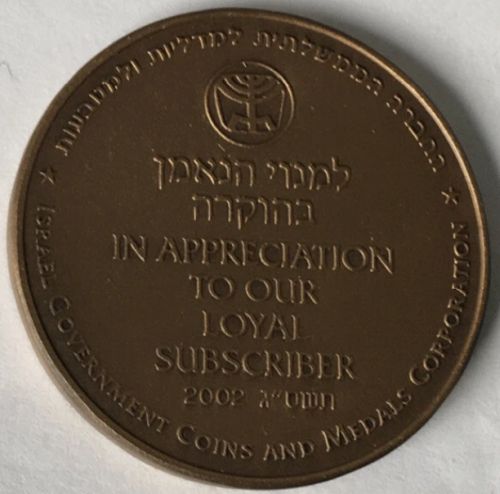 החברה הממשלתית למדליות ולמטבעות
למנוי הנאמן
בהוקרה
IN APPRECIATION
TO OUR
LOYAL
SUBSCRIBER
2002 תשס"ג
ISRAEL GOVERNMENT COINS AND MEDALS CORPORATION